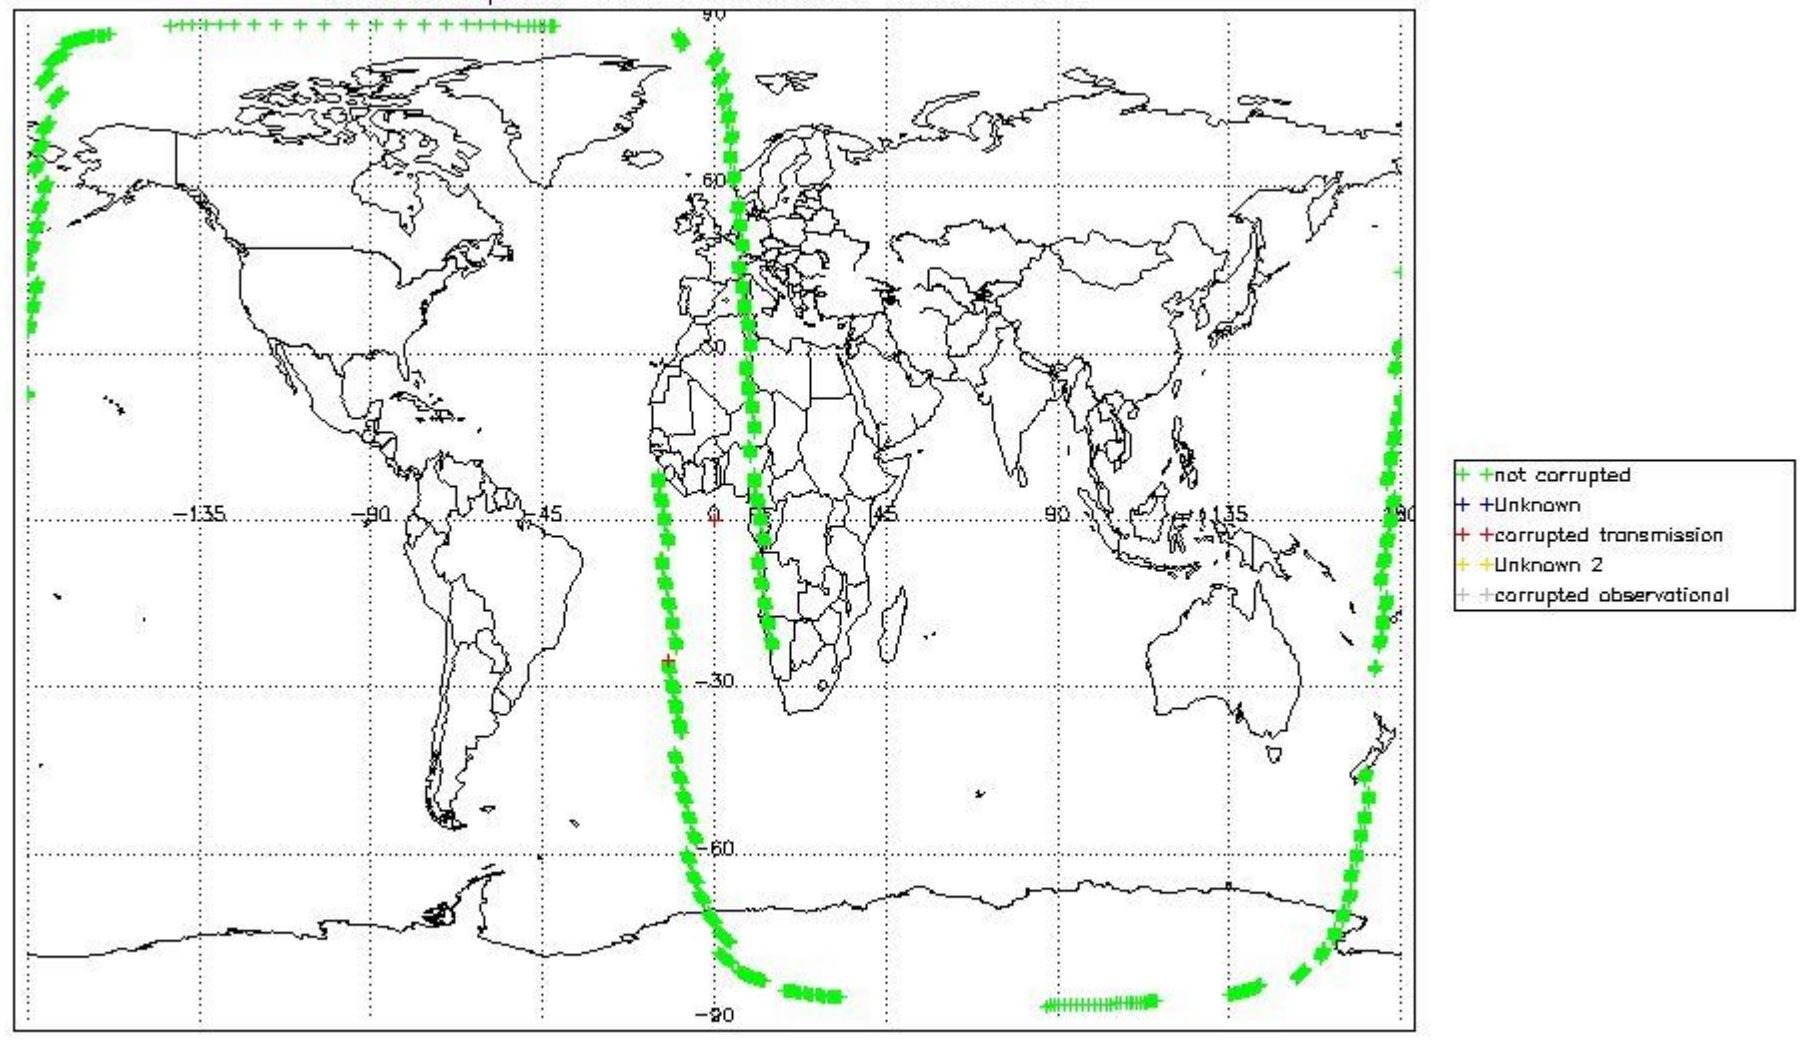 90
60
30
-135
-90
-45
0
45
90
135
180
-30
-60
-90
not corrupted
Unknown
corrupted transmission
Unknown 2
corrupted observational